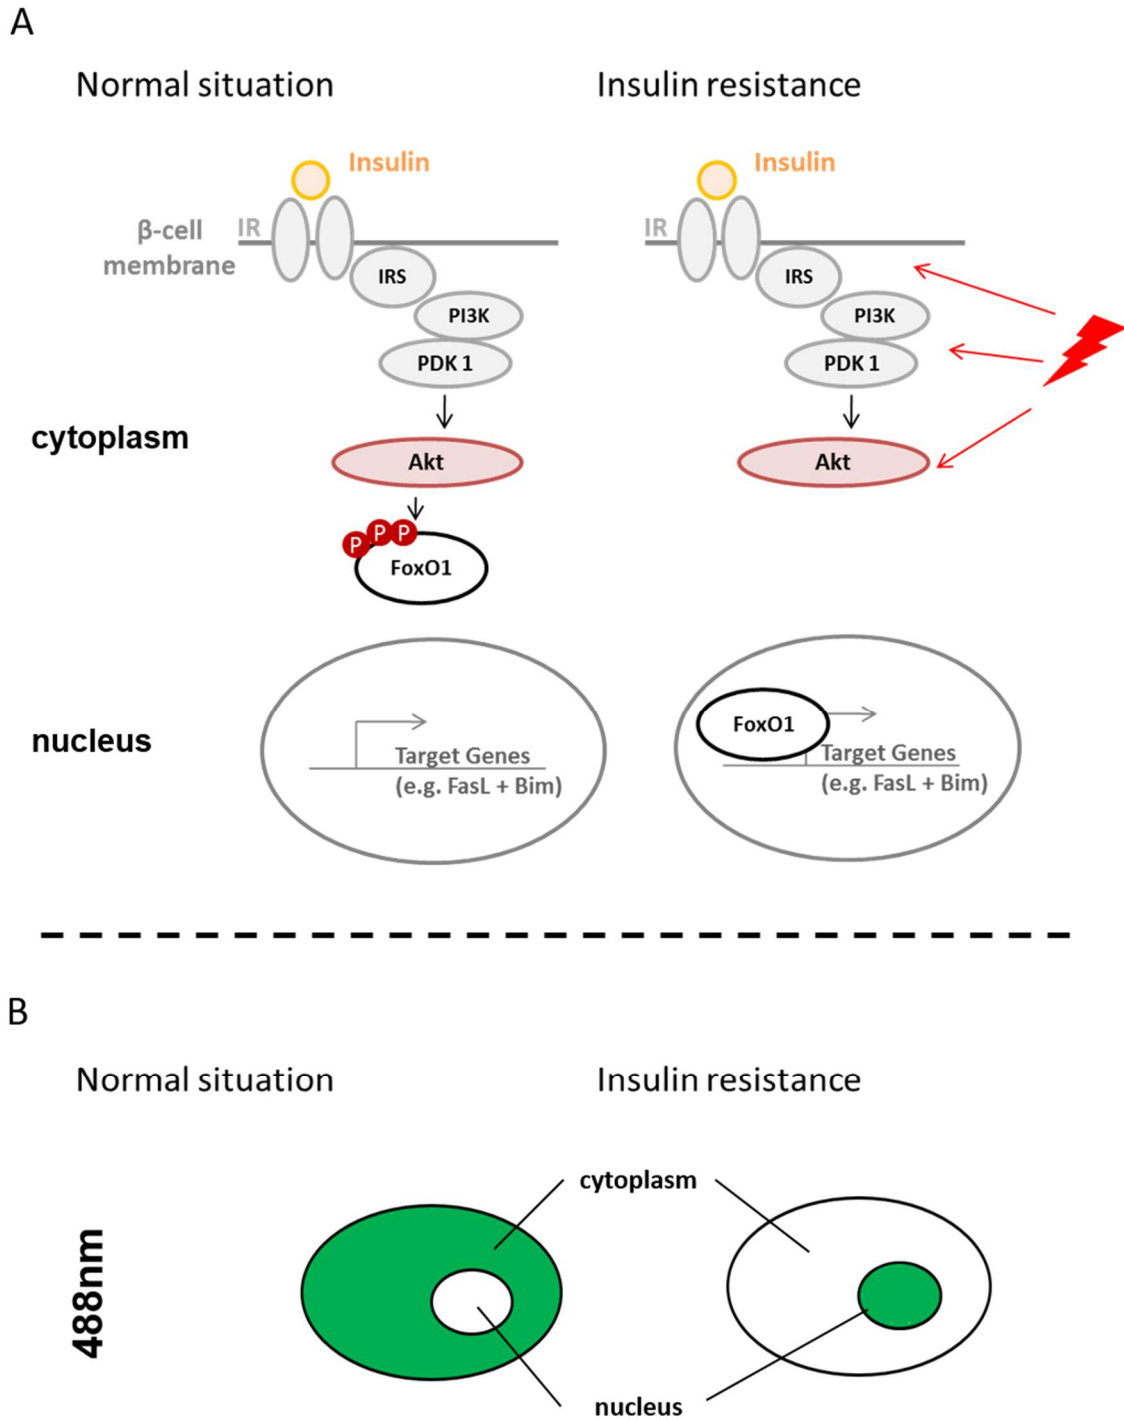 A
Normal situation
Insulin resistance
Insulin
Insulin
IR
IR
β-cell
membrane
IRS
IRS
PI3K
PI3K
PDK 1
PDK 1
cytoplasm
Akt
Akt
P P P
FoxO1
nucleus
FoxO1
Target Genes
(e.g. FasL + Bim)
Target Genes
(e.g. FasL + Bim)
B
Normal situation
Insulin resistance
cytoplasm
488nm
nucleus